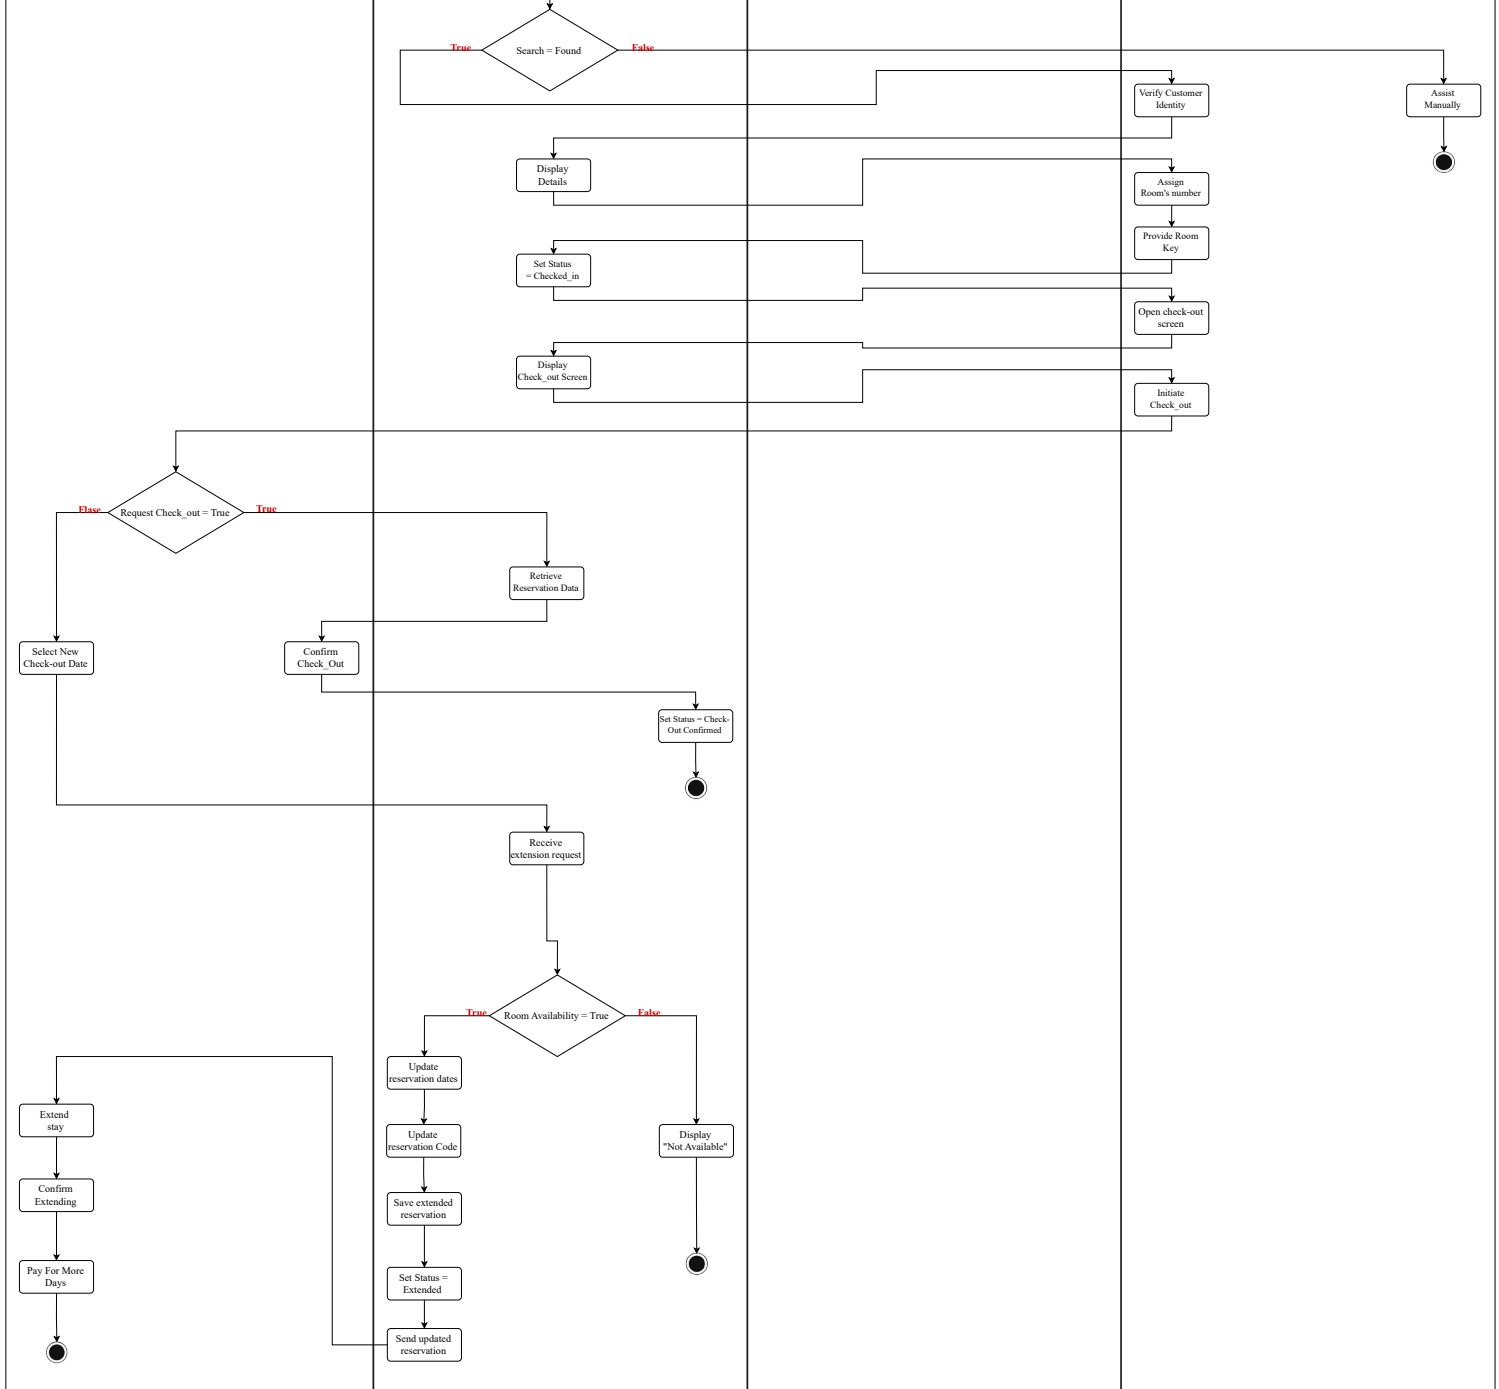 True
Search = Found
False
Verify Customer
Identity
Assist
Manually
Display
Details
Assign
Room's number
Provide Room
Key
Set Status
= Checked_in
Open check-out
screen
Display
Check_out Screen
Initiate
Check_out
Flase
Request Check_out = True
True
Retrieve
Reservation Data
Select New
Check-out Date
Confirm
Check_Out
Set Status = Check-
Out Confirmed
Receive
extension request
True
Room Availability = True
False
Update
reservation dates
Extend
stay
Update
reservation Code
Display
"Not Available"
Confirm
Extending
Save extended
reservation
Pay For More
Days
Set Status =
Extended
Send updated
reservation